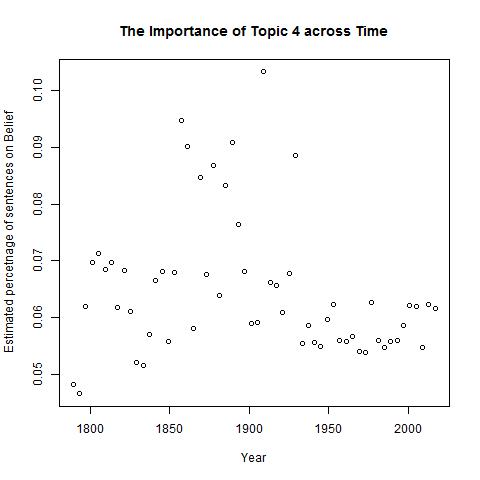 The Importance of Topic 4 across Time
Estimated percetnage of sentences on Belief
0.10
0.09
0.08
0.07
0.06
0.05
1800 1850 1900 1950 2000
Year